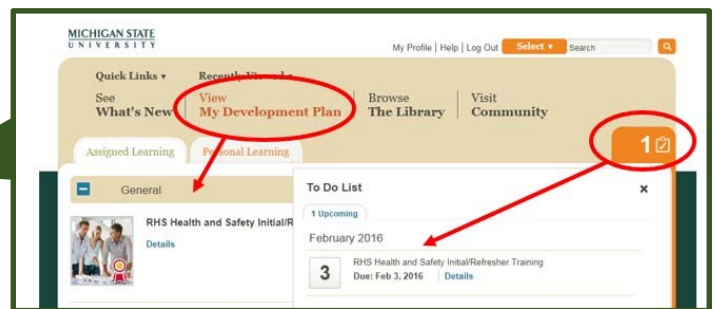 MICHIGAN STATE
UNIVERSITY
My Profile | Help | Log Out Select ▾ Search
Quick Links ▾ Recently Viewed
See View Browse Visit
What's New My Development Plan The Library Community
1
Assigned Learning Personal Learning
General
RHS Health and Safety Initial/R
Details
To Do List x
1 Upcoming
February 2016
3
RHS Health and Safety Initial/Refresher Training
Due: Feb 3, 2016 | Details